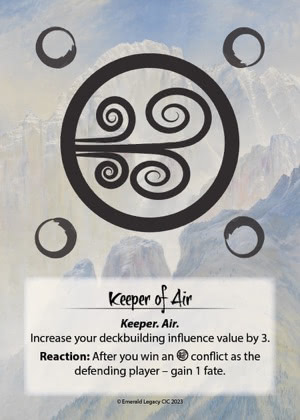 Keeper of Air
Keeper. Air.
Increase your deckbuilding influence value by 3.
Reaction: After you win an conflict as the
defending player – gain 1 fate.
© Emerald Legacy CIC 2023